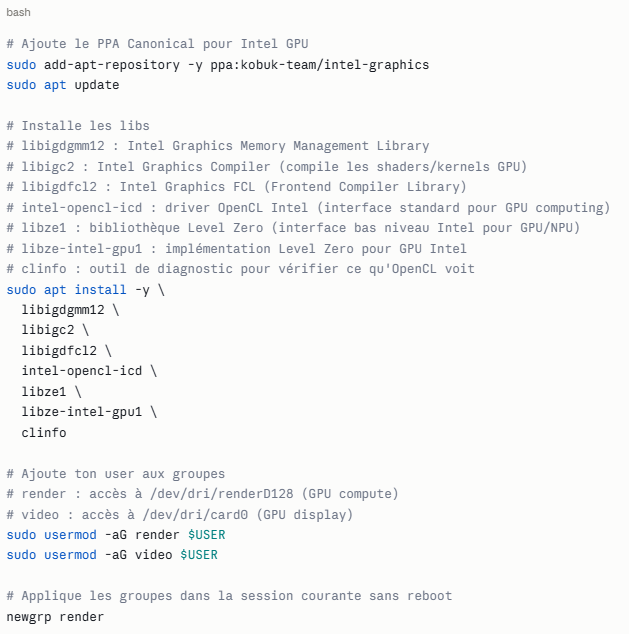 bash
# Ajoute le PPA Canonical pour Intel GPU
sudo add-apt-repository -y ppa:kobuk-team/intel-graphics
sudo apt update
# Installe les libs
# libigdgmm12 : Intel Graphics Memory Management Library
# libigc2 : Intel Graphics Compiler (compile les shaders/kernels GPU)
# libigdfcl2 : Intel Graphics FCL (Frontend Compiler Library)
# intel-opencl-icd : driver OpenCL Intel (interface standard pour GPU computing)
# libze1 : bibliothèque Level Zero (interface bas niveau Intel pour GPU/NPU)
# libze-intel-gpu1 : implémentation Level Zero pour GPU Intel
# clinfo : outil de diagnostic pour vérifier ce qu'OpenCL voit
sudo apt install -y \
  libigdgmm12 \
  libigc2 \
  libigdfcl2 \
  intel-opencl-icd \
  libze1 \
  libze-intel-gpu1 \
  clinfo
# Ajoute ton user aux groupes
# render : accès à /dev/dri/renderD128 (GPU compute)
# video : accès à /dev/dri/card0 (GPU display)
sudo usermod -aG render $USER
sudo usermod -aG video $USER
# Applique les groupes dans la session courante sans reboot
newgrp render